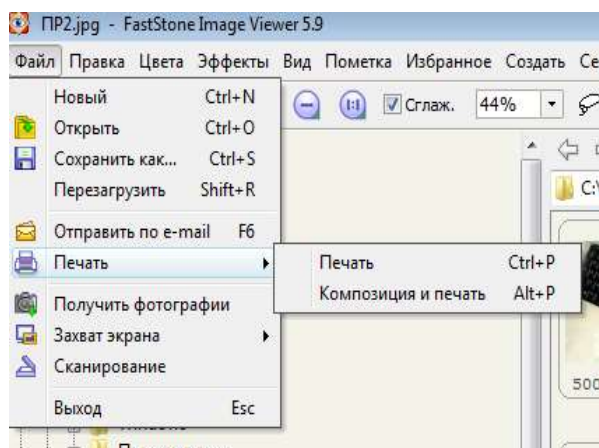 ПР2.jpg - FastStone Image Viewer 5.9
Файл Правка Цвета Эффекты Вид Пометка Избранное Создать
Сглаж. 44%
Новый Ctrl+N
Открыть Ctrl+O
Сохранить как... Ctrl+S
Перезагрузить Shift+R
Отправить по e-mail F6
Печать
Печать Ctrl+P
Композиция и печать Alt+P
Получить фотографии
Захват экрана
Сканирование
Выход Esc
C:\
500